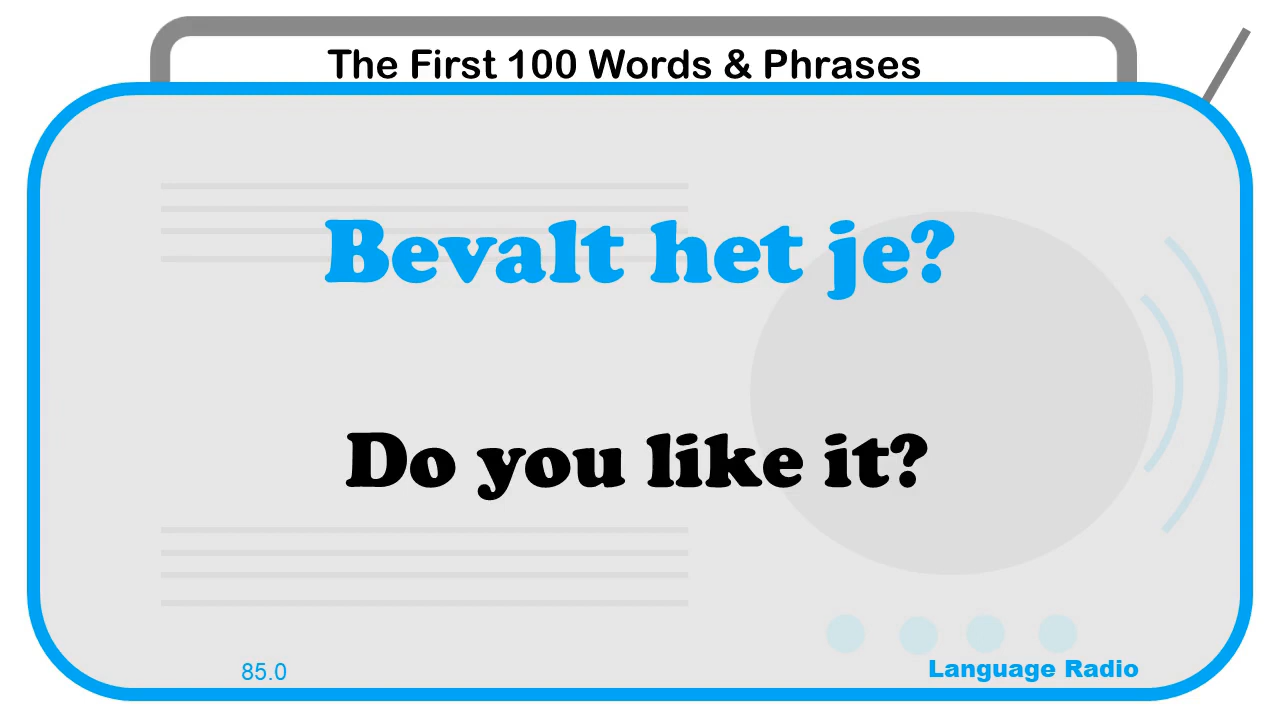 The First 100 Words & Phrases
Bevalt het je?
Do you like it?
85.0
Language Radio